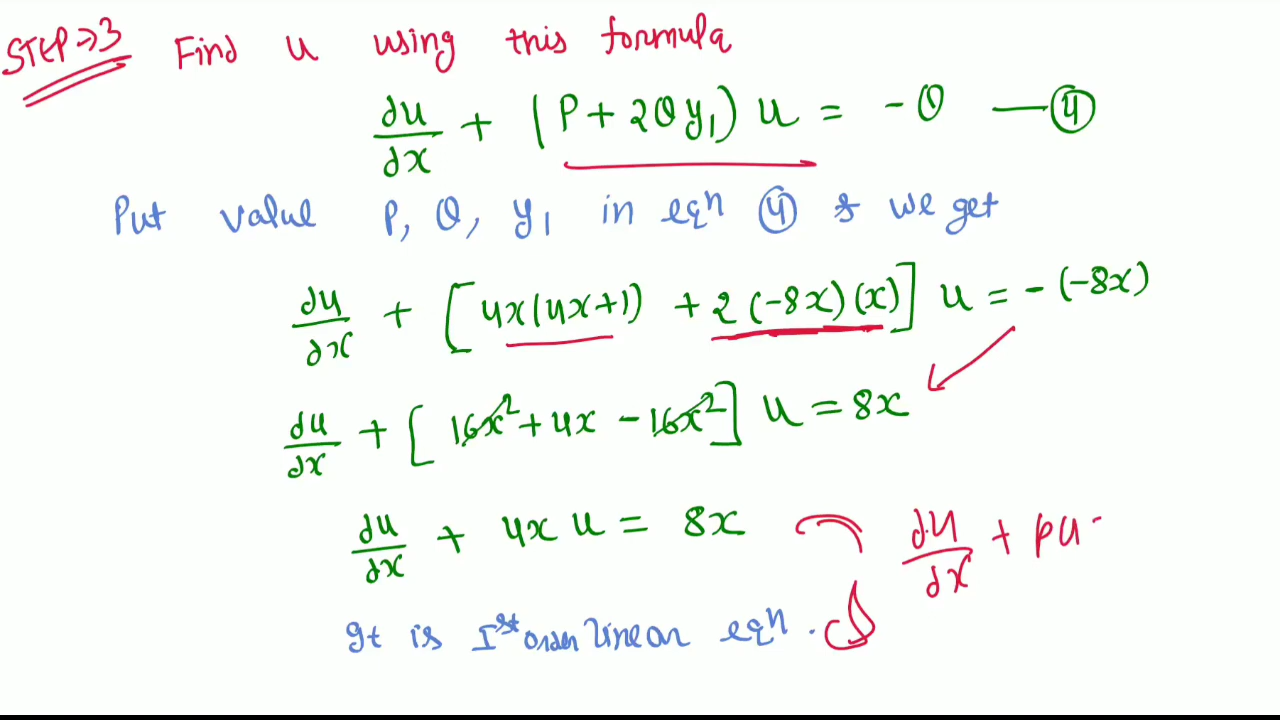 STEP ⇒ 3 Find u using this formula
du/dx + (P + 2Qy₁) u = -Q — ④
Put value P, Q, y₁ in eqn ④ & we get
du/dx + [4x(4x+1) + 2(-8x)(x)] u = -(-8x)
du/dx + [16x² + 4x - 16x²] u = 8x
du/dx + 4x u = 8x du/dx + pu
It is Ist order linear eqn.